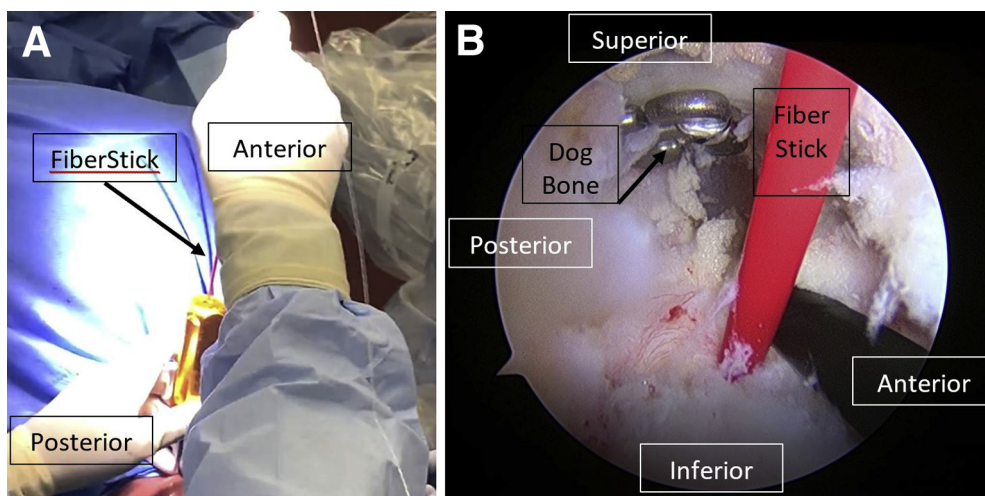 A
FiberStick
Anterior
Posterior
B
Superior
Fiber
Stick
Dog
Bone
Posterior
Anterior
Inferior